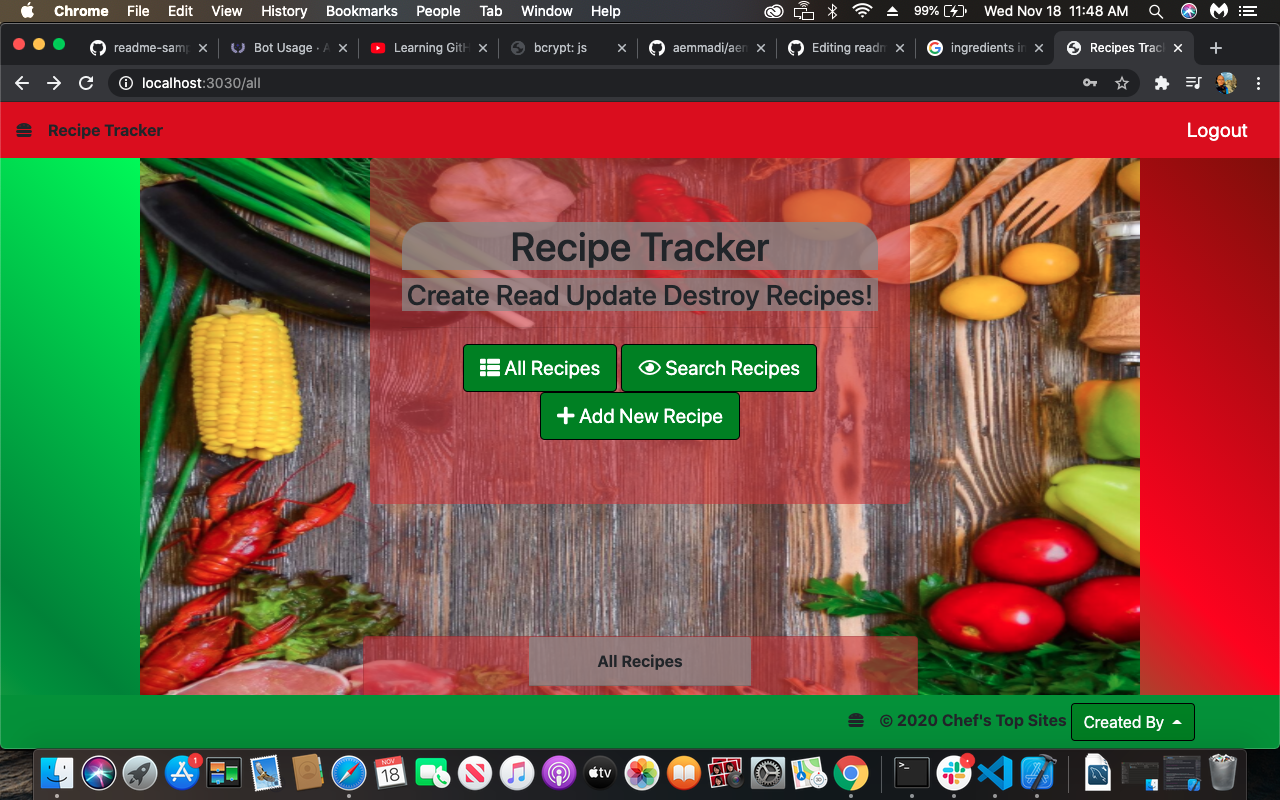 Chrome File Edit View History Bookmarks People Tab Window Help 99% Wed Nov 18 11:48 AM
readme-samp Bot Usage · A Learning GitH bcrypt: js aemmadi/aem Editing readm ingredients in Recipes Trac
localhost:3030/all
Recipe Tracker Logout
Recipe Tracker
Create Read Update Destroy Recipes!
All Recipes Search Recipes
Add New Recipe
All Recipes
© 2020 Chef's Top Sites Created By
1 NOV 18 tv